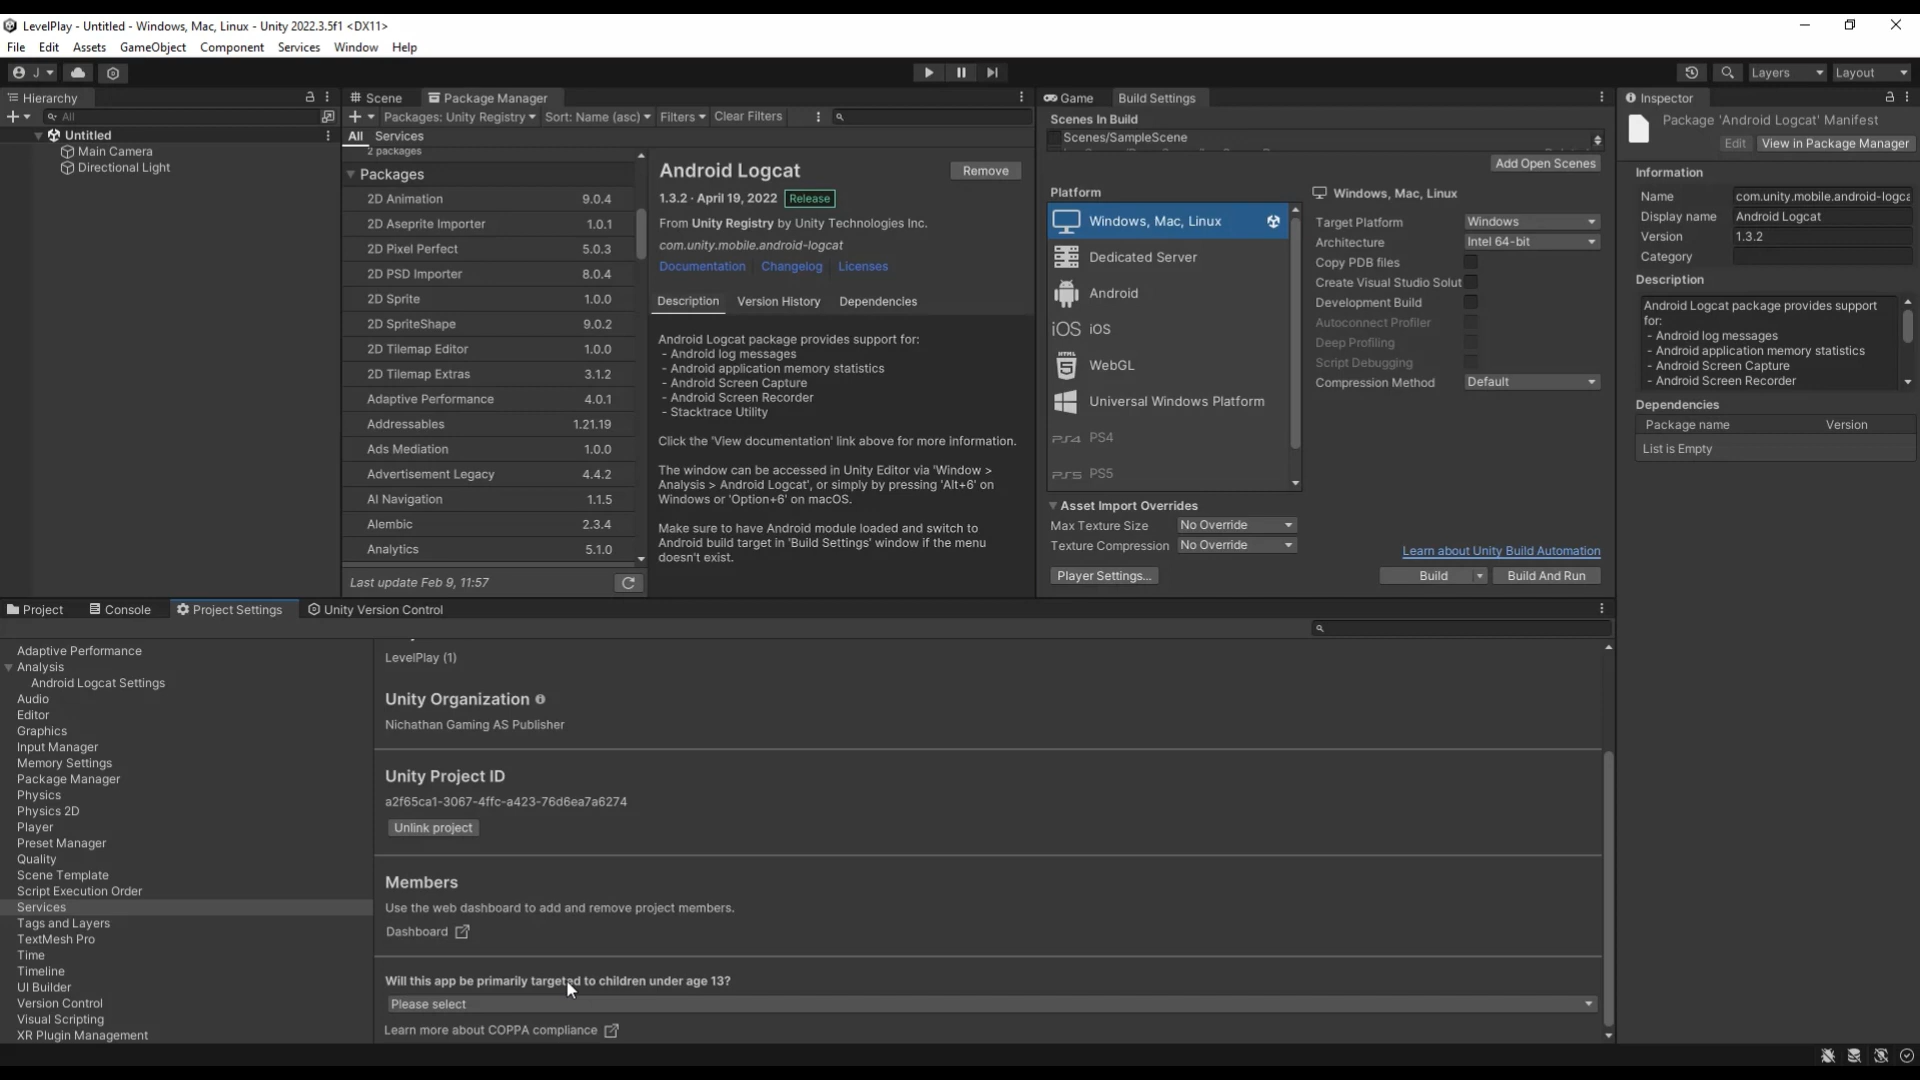 LevelPlay - Untitled - Windows, Mac, Linux - Unity 2022.3.5f1 <DX11>
File Edit Assets GameObject Component Services Window Help
J
Layers Layout
Hierarchy
All
Untitled
Main Camera
Directional Light
Scene Package Manager
Packages: Unity Registry Sort: Name (asc) Filters Clear Filters
All Services
2 packages
Packages
2D Animation 9.0.4
2D Aseprite Importer 1.0.1
2D Pixel Perfect 5.0.3
2D PSD Importer 8.0.4
2D Sprite 1.0.0
2D SpriteShape 9.0.2
2D Tilemap Editor 1.0.0
2D Tilemap Extras 3.1.2
Adaptive Performance 4.0.1
Addressables 1.21.19
Ads Mediation 1.0.0
Advertisement Legacy 4.4.2
AI Navigation 1.1.5
Alembic 2.3.4
Analytics 5.1.0
Last update Feb 9, 11:57
Android Logcat Remove
1.3.2 · April 19, 2022 Release
From Unity Registry by Unity Technologies Inc.
com.unity.mobile.android-logcat
Documentation Changelog Licenses
Description Version History Dependencies
Android Logcat package provides support for:
- Android log messages
- Android application memory statistics
- Android Screen Capture
- Android Screen Recorder
- Stacktrace Utility
Click the 'View documentation' link above for more information.
The window can be accessed in Unity Editor via 'Window >
Analysis > Android Logcat', or simply by pressing 'Alt+6' on
Windows or 'Option+6' on macOS.
Make sure to have Android module loaded and switch to
Android build target in 'Build Settings' window if the menu
doesn't exist.
Game Build Settings
Scenes In Build
Scenes/SampleScene
Add Open Scenes
Platform
Windows, Mac, Linux
Dedicated Server
Android
iOS iOS
HTML WebGL
Universal Windows Platform
PS4 PS4
PS5 PS5
Windows, Mac, Linux
Target Platform Windows
Architecture Intel 64-bit
Copy PDB files
Create Visual Studio Solut
Development Build
Autoconnect Profiler
Deep Profiling
Script Debugging
Compression Method Default
Asset Import Overrides
Max Texture Size No Override
Texture Compression No Override
Learn about Unity Build Automation
Player Settings... Build Build And Run
Inspector
Package 'Android Logcat' Manifest
Edit View in Package Manager
Information
Name com.unity.mobile.android-logca
Display name Android Logcat
Version 1.3.2
Category
Description
Android Logcat package provides support
for:
- Android log messages
- Android application memory statistics
- Android Screen Capture
- Android Screen Recorder
Dependencies
Package name Version
List is Empty
Project Console Project Settings Unity Version Control
Adaptive Performance
Analysis
Android Logcat Settings
Audio
Editor
Graphics
Input Manager
Memory Settings
Package Manager
Physics
Physics 2D
Player
Preset Manager
Quality
Scene Template
Script Execution Order
Services
Tags and Layers
TextMesh Pro
Time
Timeline
UI Builder
Version Control
Visual Scripting
XR Plugin Management
LevelPlay (1)
Unity Organization
Nichathan Gaming AS Publisher
Unity Project ID
a2f65ca1-3067-4ffc-a423-76d6ea7a6274
Unlink project
Members
Use the web dashboard to add and remove project members.
Dashboard
Will this app be primarily targeted to children under age 13?
Please select
Learn more about COPPA compliance